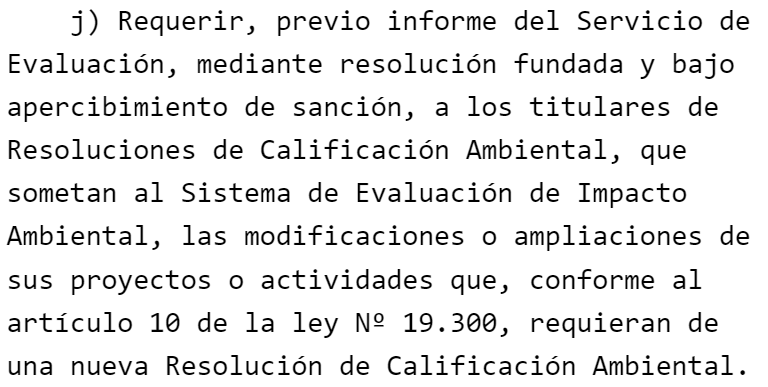 j) Requerir, previo informe del Servicio de
Evaluación, mediante resolución fundada y bajo
apercibimiento de sanción, a los titulares de
Resoluciones de Calificación Ambiental, que
sometan al Sistema de Evaluación de Impacto
Ambiental, las modificaciones o ampliaciones de
sus proyectos o actividades que, conforme al
artículo 10 de la ley Nº 19.300, requieran de
una nueva Resolución de Calificación Ambiental.